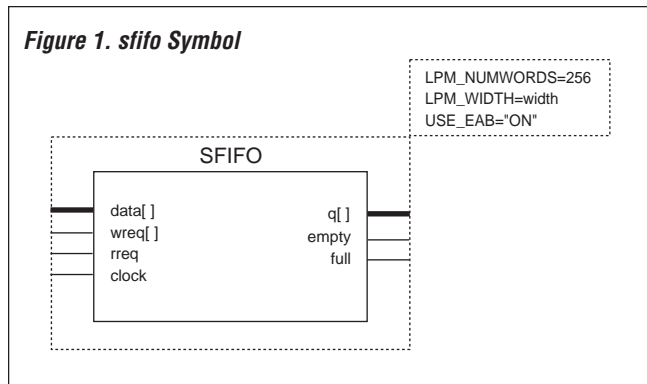 Figure 1. sfifo Symbol
LPM_NUMWORDS=256
LPM_WIDTH=width
USE_EAB="ON"
SFIFO
data[ ]
wreq[ ]
rreq
clock
q[ ]
empty
full